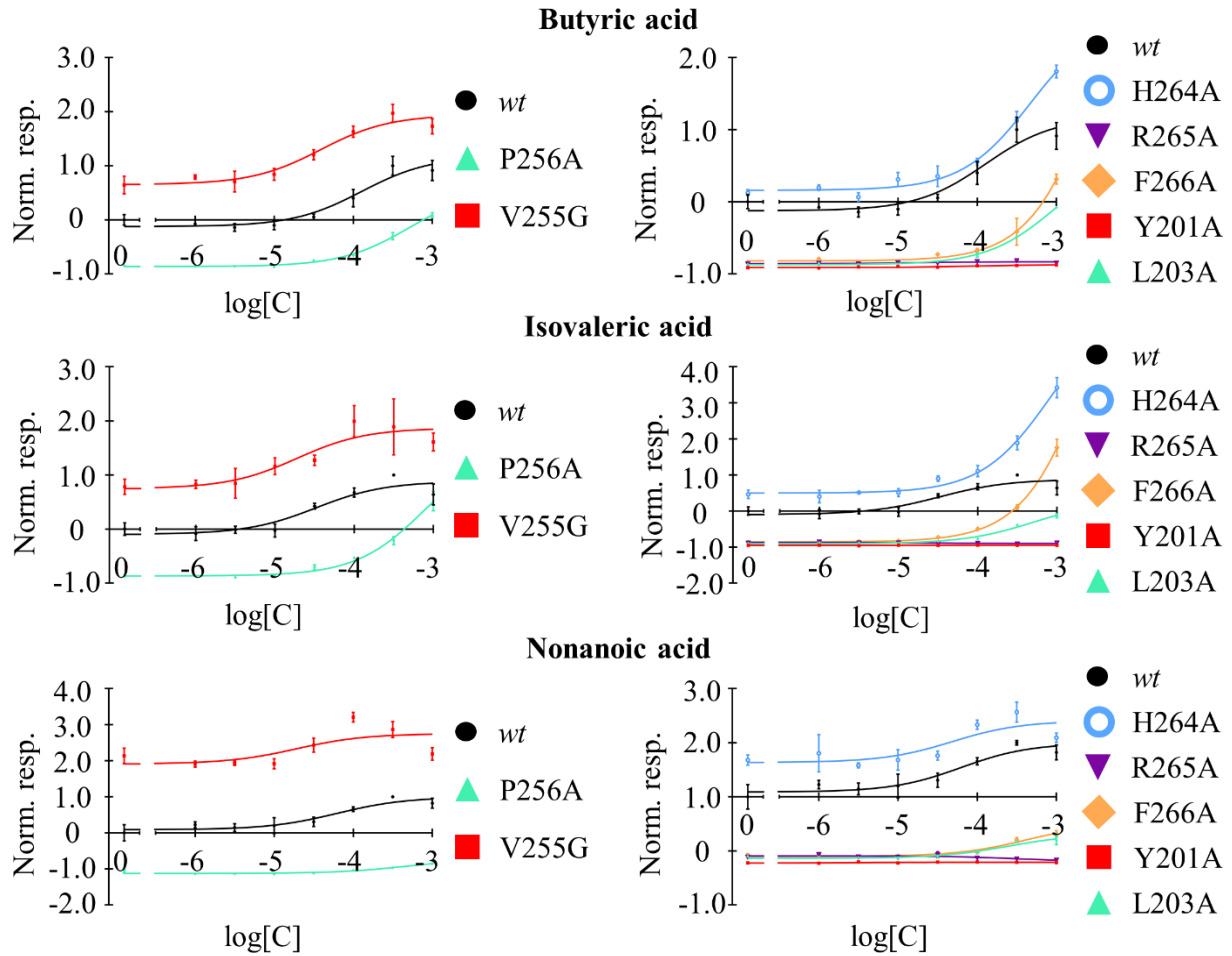 Butyric acid
Norm. resp.
3.0
2.0
1.0
0
-1.0
0
-6
-5
-4
-3
log[C]
wt
P256A
V255G
Norm. resp.
2.0
1.0
0
-1.0
0
-6
-5
-4
-3
log[C]
wt
H264A
R265A
F266A
Y201A
L203A
Isovaleric acid
Norm. resp.
3.0
2.0
1.0
0
-1.0
0
-6
-5
-4
-3
log[C]
wt
P256A
V255G
Norm. resp.
4.0
3.0
2.0
1.0
0
-1.0
-2.0
0
-6
-5
-4
-3
log[C]
wt
H264A
R265A
F266A
Y201A
L203A
Nonanoic acid
Norm. resp.
4.0
3.0
2.0
1.0
0
-1.0
-2.0
0
-6
-5
-4
-3
log[C]
wt
P256A
V255G
Norm. resp.
3.0
2.0
1.0
0
-1.0
0
-6
-5
-4
-3
log[C]
wt
H264A
R265A
F266A
Y201A
L203A